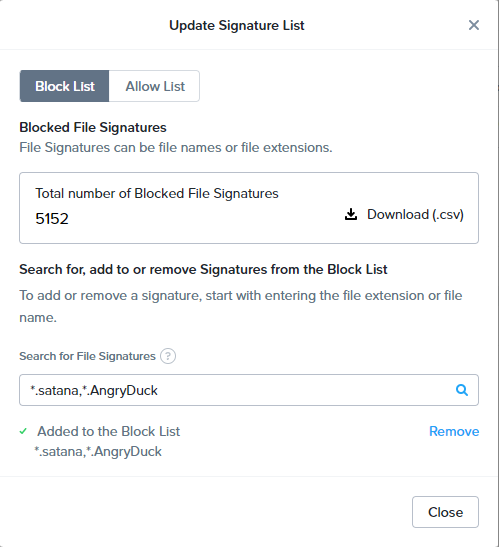 Update Signature List
Block List
Allow List
Blocked File Signatures
File Signatures can be file names or file extensions.
Total number of Blocked File Signatures
5152
Download (.csv)
Search for, add to or remove Signatures from the Block List
To add or remove a signature, start with entering the file extension or file
name.
Search for File Signatures ?
*.satana,*.AngryDuck
Added to the Block List
Remove
*.satana,*.AngryDuck
Close